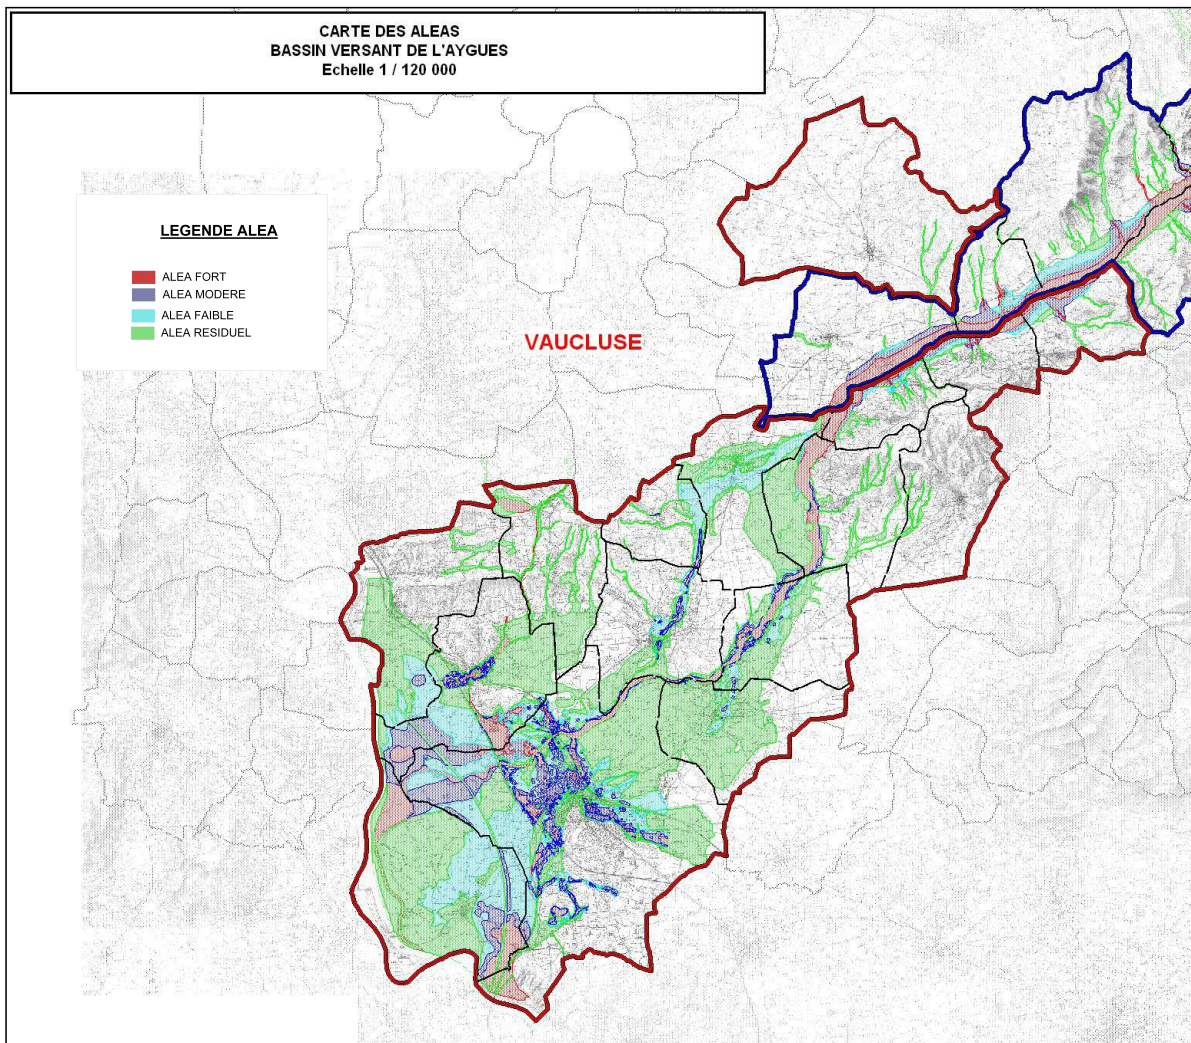 CARTE DES ALEAS
BASSIN VERSANT DE L'AYGUES
Echelle 1 / 120 000
LEGENDE ALEA
ALEA FORT
ALEA MODERE
ALEA FAIBLE
ALEA RESIDUEL
VAUCLUSE